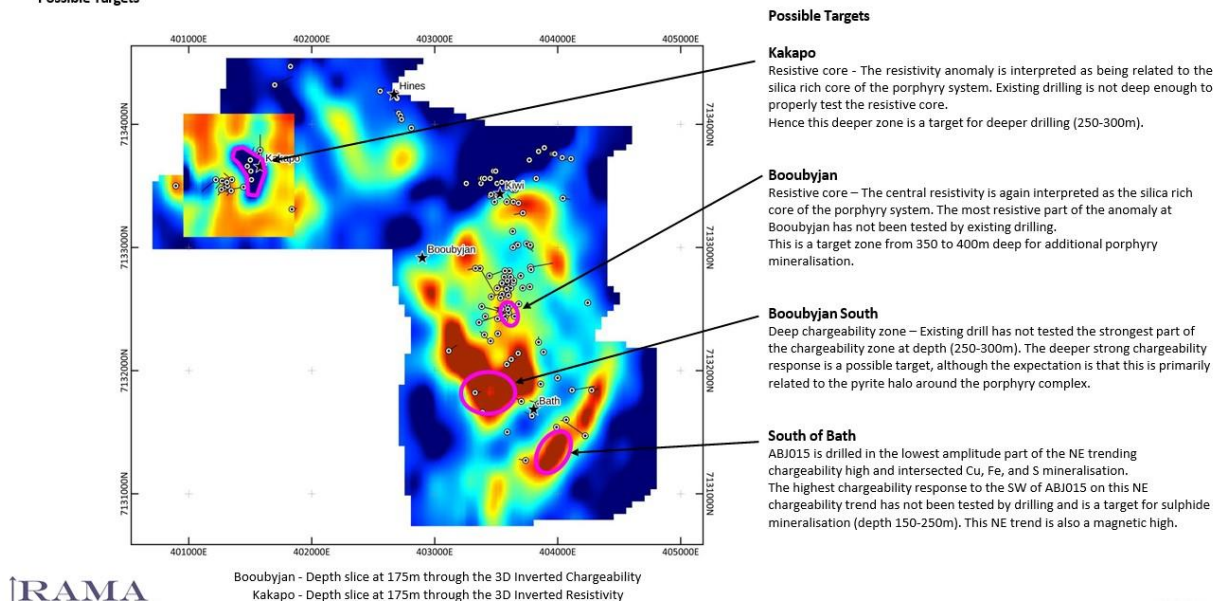 Possible Targets
Possible Targets
401000E 402000E 403000E 404000E 405000E
7134000N
7133000N
7132000N
7131000N
7134000N
7133000N
7132000N
7131000N
Hines
Kakapo
Kiwi
Booubyjan
Bath
401000E 402000E 403000E 404000E 405000E
Booubyjan - Depth slice at 175m through the 3D Inverted Chargeability
Kakapo - Depth slice at 175m through the 3D Inverted Resistivity
RAMA
Kakapo
Resistive core - The resistivity anomaly is interpreted as being related to the
silica rich core of the porphyry system. Existing drilling is not deep enough to
properly test the resistive core.
Hence this deeper zone is a target for deeper drilling (250-300m).
Booubyjan
Resistive core – The central resistivity is again interpreted as the silica rich
core of the porphyry system. The most resistive part of the anomaly at
Booubyjan has not been tested by existing drilling.
This is a target zone from 350 to 400m deep for additional porphyry
mineralisation.
Booubyjan South
Deep chargeability zone – Existing drill has not tested the strongest part of
the chargeability zone at depth (250-300m). The deeper strong chargeability
response is a possible target, although the expectation is that this is primarily
related to the pyrite halo around the porphyry complex.
South of Bath
ABJ015 is drilled in the lowest amplitude part of the NE trending
chargeability high and intersected Cu, Fe, and S mineralisation.
The highest chargeability response to the SW of ABJ015 on this NE
chargeability trend has not been tested by drilling and is a target for sulphide
mineralisation (depth 150-250m). This NE trend is also a magnetic high.